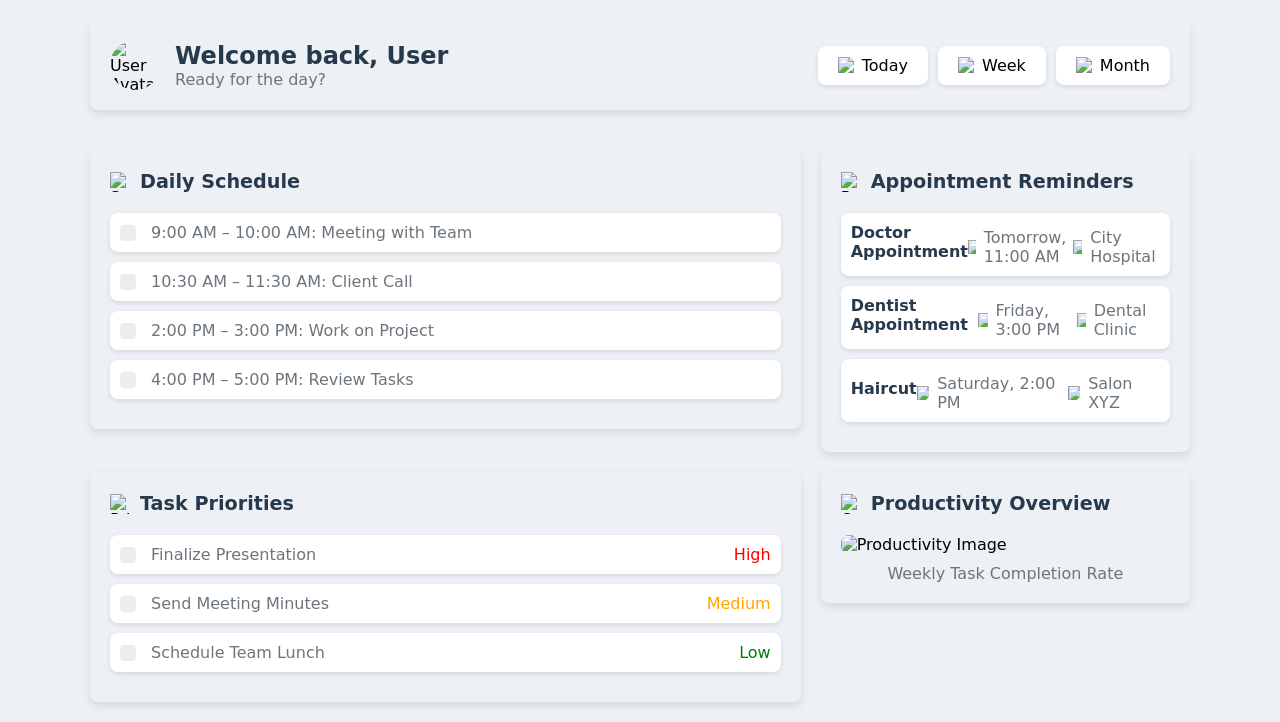 User
Avata
Welcome back, User
Ready for the day?
Today
Week
Month
Daily Schedule
9:00 AM – 10:00 AM: Meeting with Team
10:30 AM – 11:30 AM: Client Call
2:00 PM – 3:00 PM: Work on Project
4:00 PM – 5:00 PM: Review Tasks
Appointment Reminders
Doctor
Appointment
Tomorrow,
11:00 AM
City
Hospital
Dentist
Appointment
Friday,
3:00 PM
Dental
Clinic
Haircut
Saturday, 2:00
PM
Salon
XYZ
Task Priorities
Finalize Presentation
High
Send Meeting Minutes
Medium
Schedule Team Lunch
Low
Productivity Overview
Productivity Image
Weekly Task Completion Rate